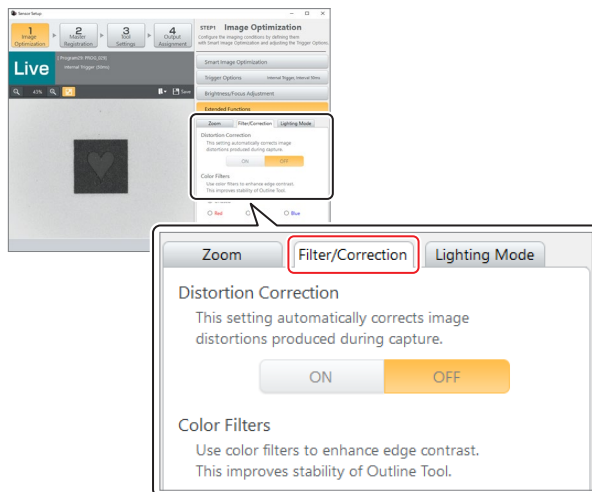 Sensor Setup
1
Image
Optimization
2
Master
Registration
3
Tool
Settings
4
Output
Assignment
STEP1 Image Optimization
Configure the imaging conditions by defining them
with Smart Image Optimization and adjusting the Trigger Options.
Live
Internal Trigger (50ms)
43%
Save
Smart Image Optimization
Trigger Options
Internal Trigger, Interval 50ms
Brightness/Focus Adjustment
Extended Functions
Zoom
Filter/Correction
Lighting Mode
Distortion Correction
This setting automatically corrects image
distortions produced during capture.
ON
OFF
Color Filters
Use color filters to enhance edge contrast.
This improves stability of Outline Tool.
Red
Blue
Zoom
Filter/Correction
Lighting Mode
Distortion Correction
This setting automatically corrects image
distortions produced during capture.
ON
OFF
Color Filters
Use color filters to enhance edge contrast.
This improves stability of Outline Tool.